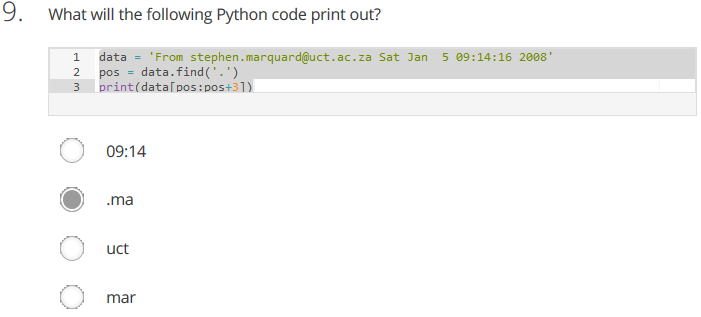 9. What will the following Python code print out?
1 data = 'From stephen.marquard@uct.ac.za Sat Jan  5 09:14:16 2008'
2 pos = data.find('.')
3 print(data[pos:pos+3])
09:14
.ma
uct
mar